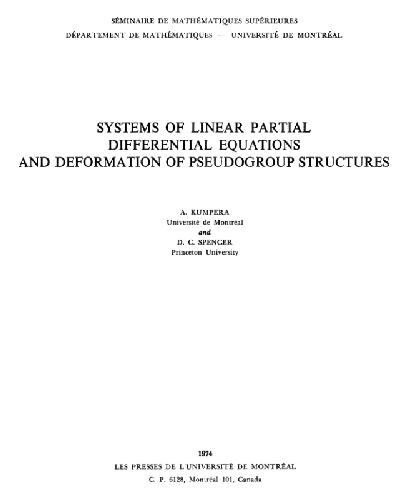 SÉMINAIRE DE MATHÉMATIQUES SUPÉRIEURES
DÉPARTEMENT DE MATHÉMATIQUES — UNIVERSITÉ DE MONTRÉAL
SYSTEMS OF LINEAR PARTIAL
DIFFERENTIAL EQUATIONS
AND DEFORMATION OF PSEUDOGROUP STRUCTURES
A. KUMPERA
Université de Montréal
and
D. C. SPENCER
Princeton University
1974
LES PRESSES DE L'UNIVERSITÉ DE MONTRÉAL
C. P. 6128, Montréal 101, Canada